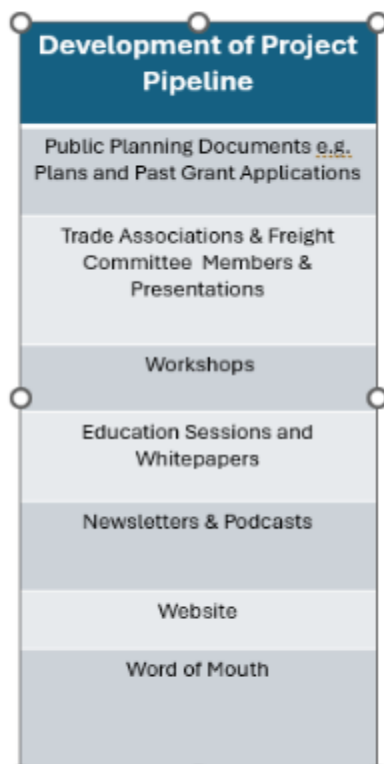 Development of Project
Pipeline
Public Planning Documents e.g.
Plans and Past Grant Applications
Trade Associations & Freight
Committee Members &
Presentations
Workshops
Education Sessions and
Whitepapers
Newsletters & Podcasts
Website
Word of Mouth